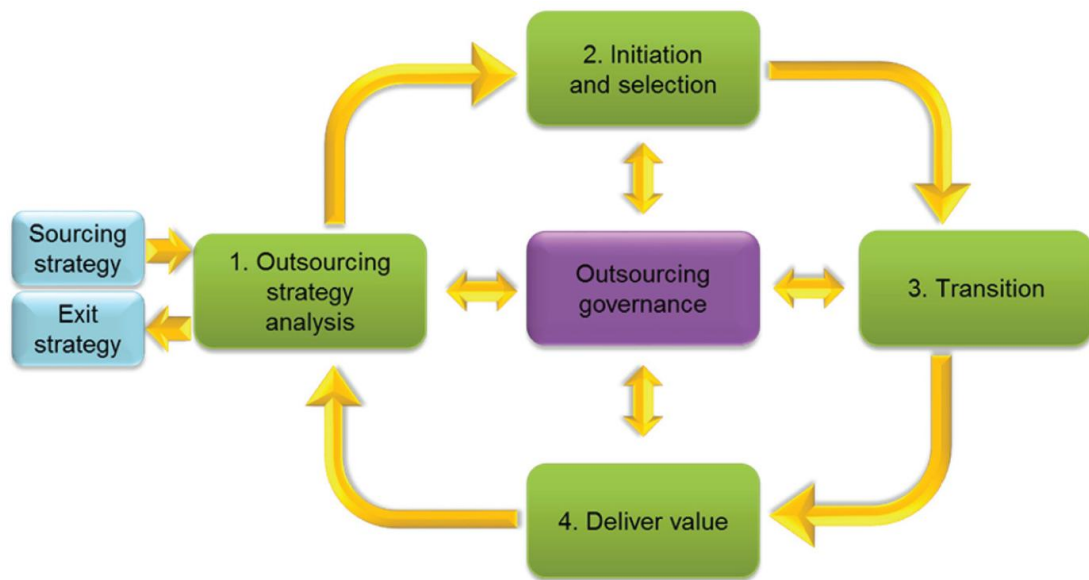 2. Initiation
and selection
Sourcing
strategy
Exit
strategy
1. Outsourcing
strategy
analysis
Outsourcing
governance
3. Transition
4. Deliver value